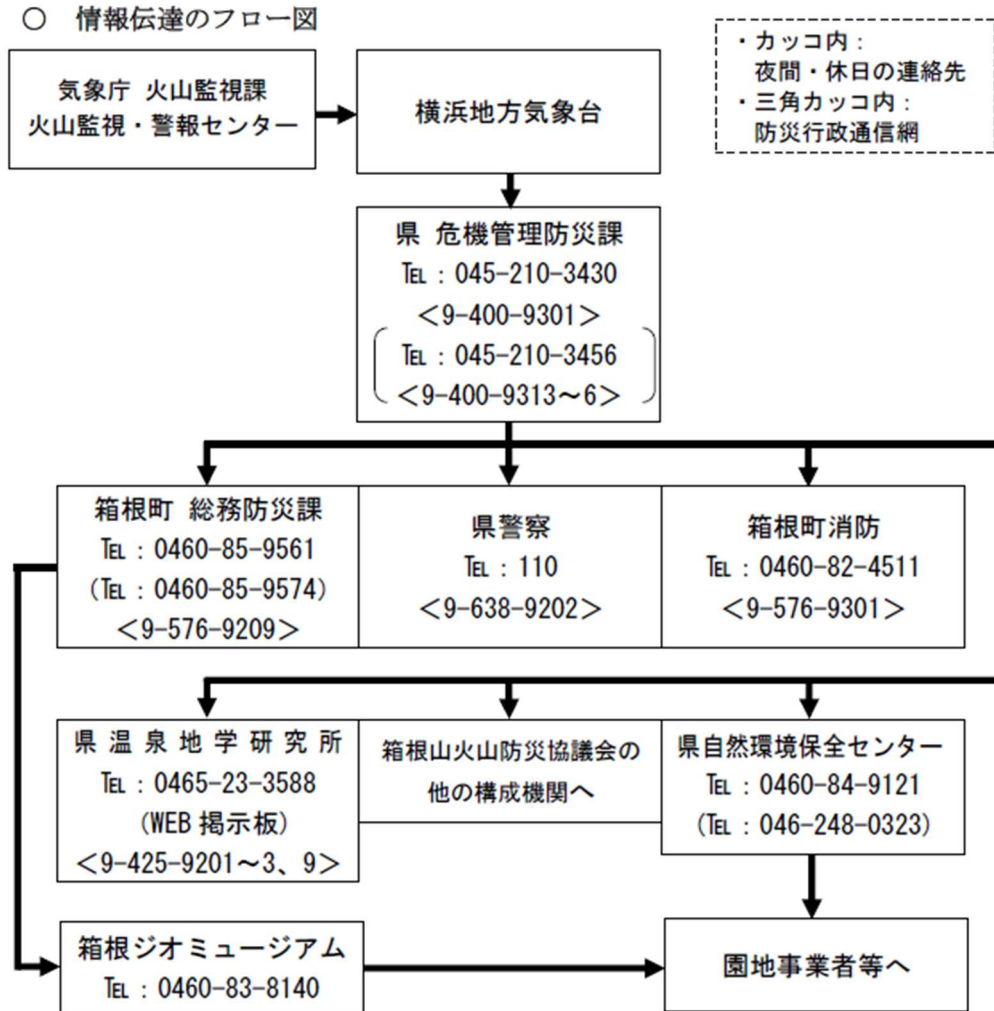 ○ 情報伝達のフロー図
・カッコ内：
夜間・休日の連絡先
・三角カッコ内：
防災行政通信網
気象庁 火山監視課
火山監視・警報センター
横浜地方気象台
県 危機管理防災課
℡：045-210-3430
＜9-400-9301＞
℡：045-210-3456
＜9-400-9313～6＞
箱根町 総務防災課
℡：0460-85-9561
(℡：0460-85-9574)
＜9-576-9209＞
県警察
℡：110
＜9-638-9202＞
箱根町消防
℡：0460-82-4511
＜9-576-9301＞
県温泉地学研究所
℡：0465-23-3588
(WEB 掲示板)
＜9-425-9201～3、9＞
箱根山火山防災協議会の
他の構成機関へ
県自然環境保全センター
℡：0460-84-9121
(℡：046-248-0323)
箱根ジオミュージアム
℡：0460-83-8140
園地事業者等へ